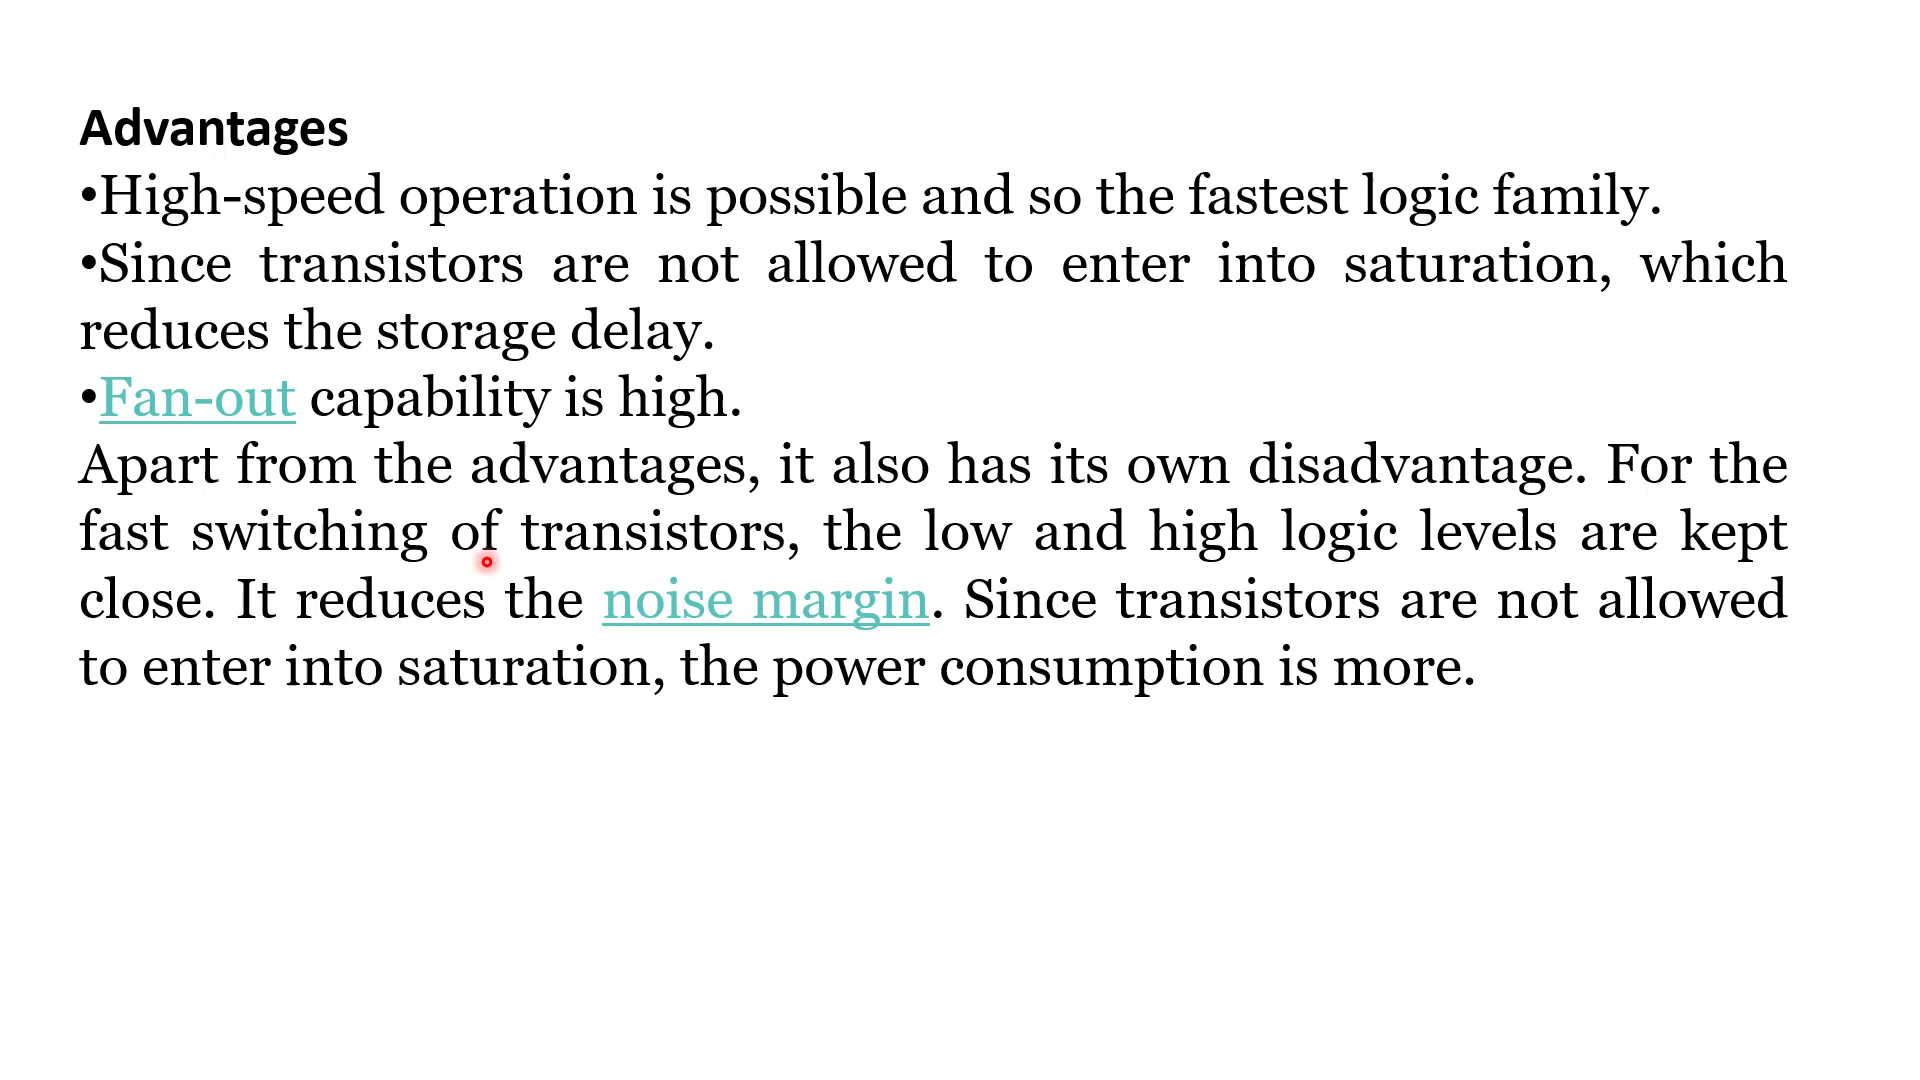 Advantages
•High-speed operation is possible and so the fastest logic family.
•Since transistors are not allowed to enter into saturation, which
reduces the storage delay.
•Fan-out capability is high.
Apart from the advantages, it also has its own disadvantage. For the
fast switching of transistors, the low and high logic levels are kept
close. It reduces the noise margin. Since transistors are not allowed
to enter into saturation, the power consumption is more.